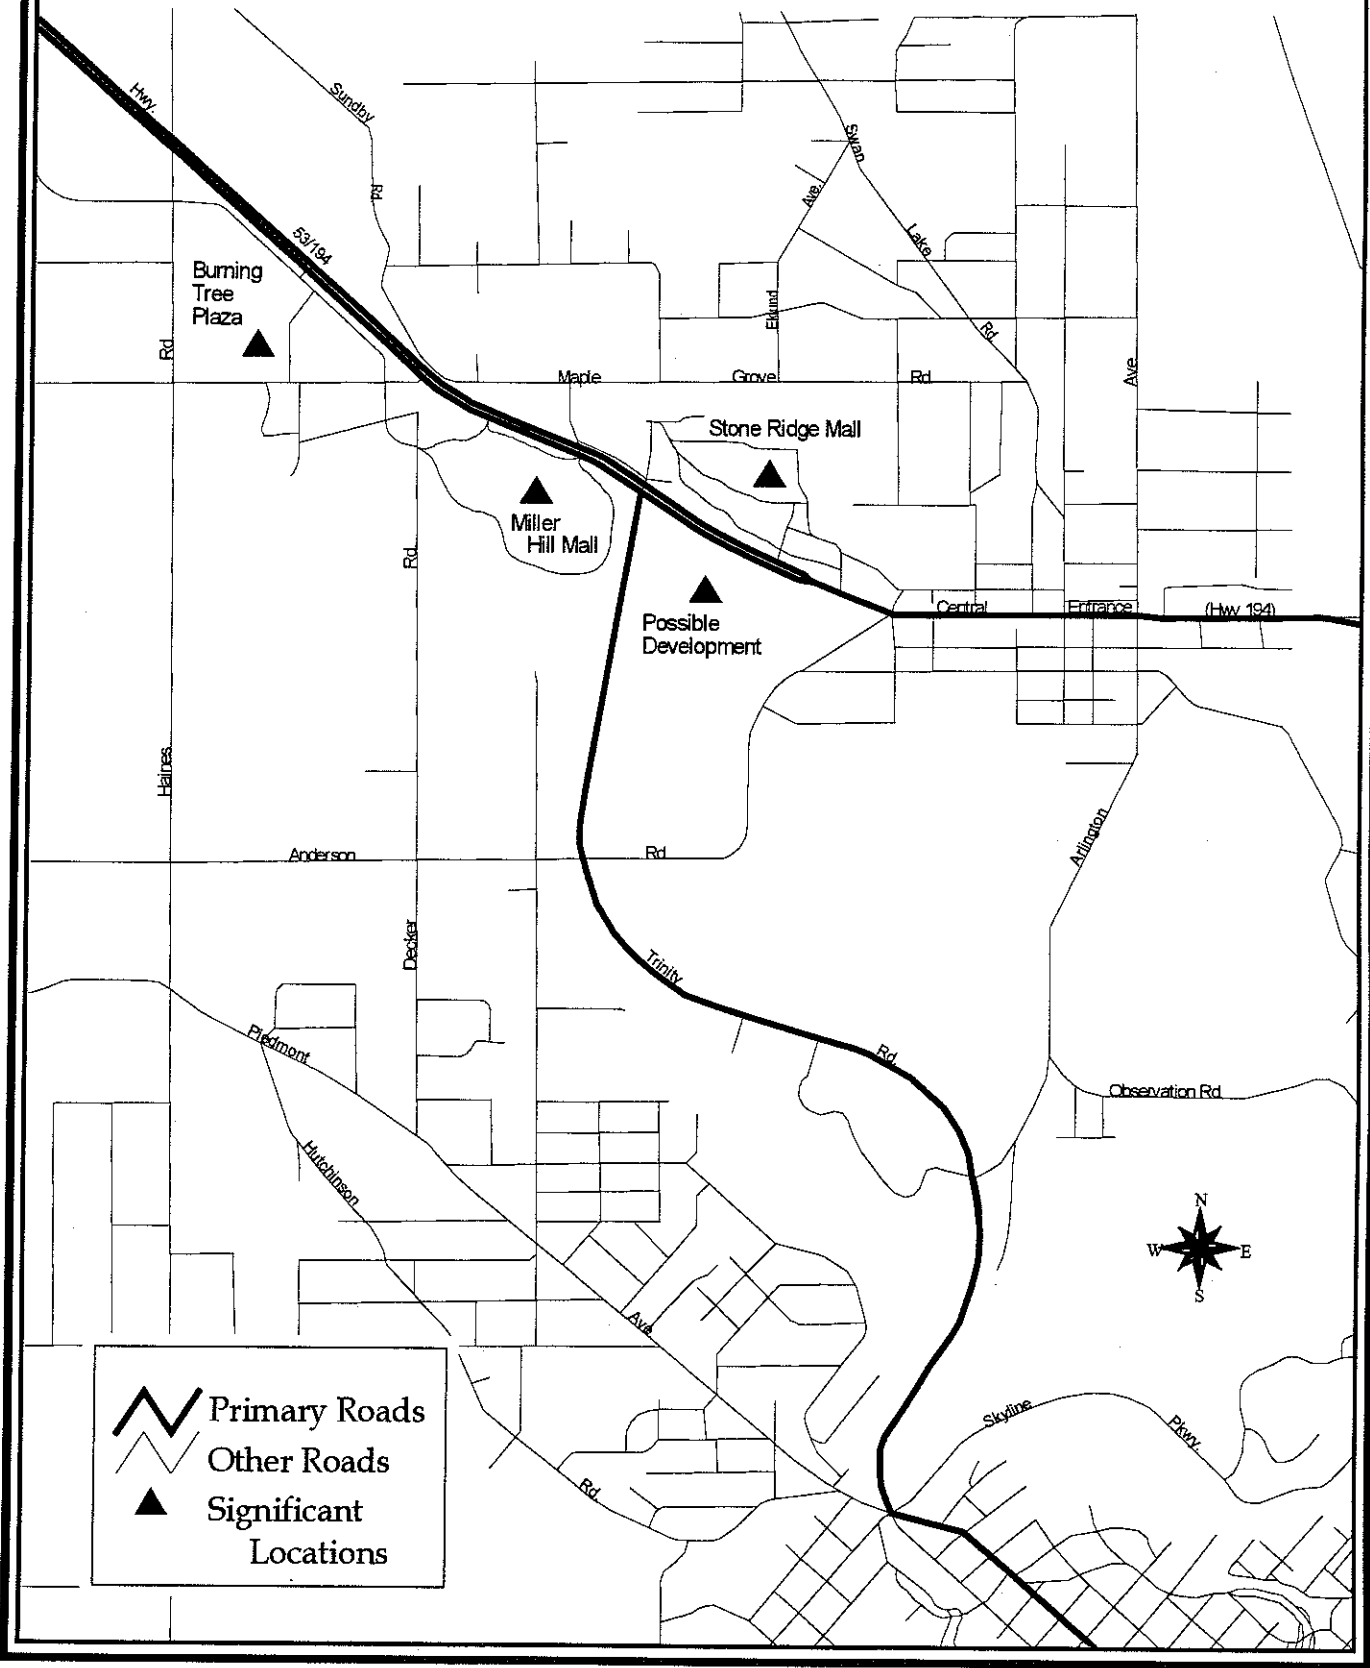 Hwy.
Sundby
Rd
Swan
Ave.
Lake
53/194
Burning
Tree
Plaza
Eklund
Rd
Rd
Ave.
Maple
Grove
Rd.
Stone Ridge Mall
Miller
Hill Mall
Rd.
Possible
Development
Central
Entrance
(Hwy 194)
Haines
Arlington
Anderson
Rd
Decker
Trinity
Piedmont
Rd.
Observation Rd.
Hutchinson
N
W
E
S
Ave
Skyline
Pkwy.
Rd.
Primary Roads
Other Roads
Significant
Locations